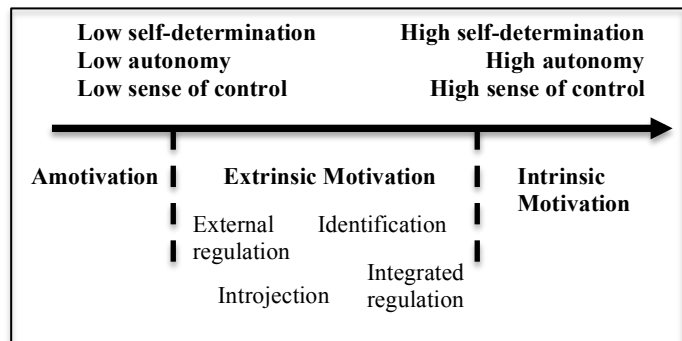 Low self-determination
Low autonomy
Low sense of control
High self-determination
High autonomy
High sense of control
Amotivation
Extrinsic Motivation
Intrinsic
Motivation
External
regulation
Identification
Introjection
Integrated
regulation